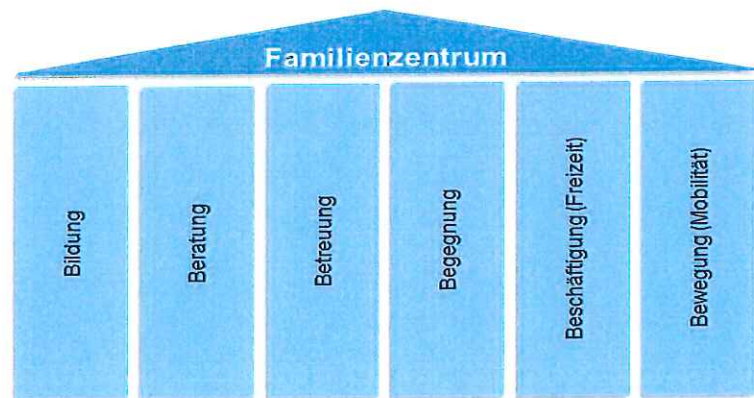 Familienzentrum
Bildung
Beratung
Betreuung
Begegnung
Beschäftigung (Freizeit)
Bewegung (Mobilität)